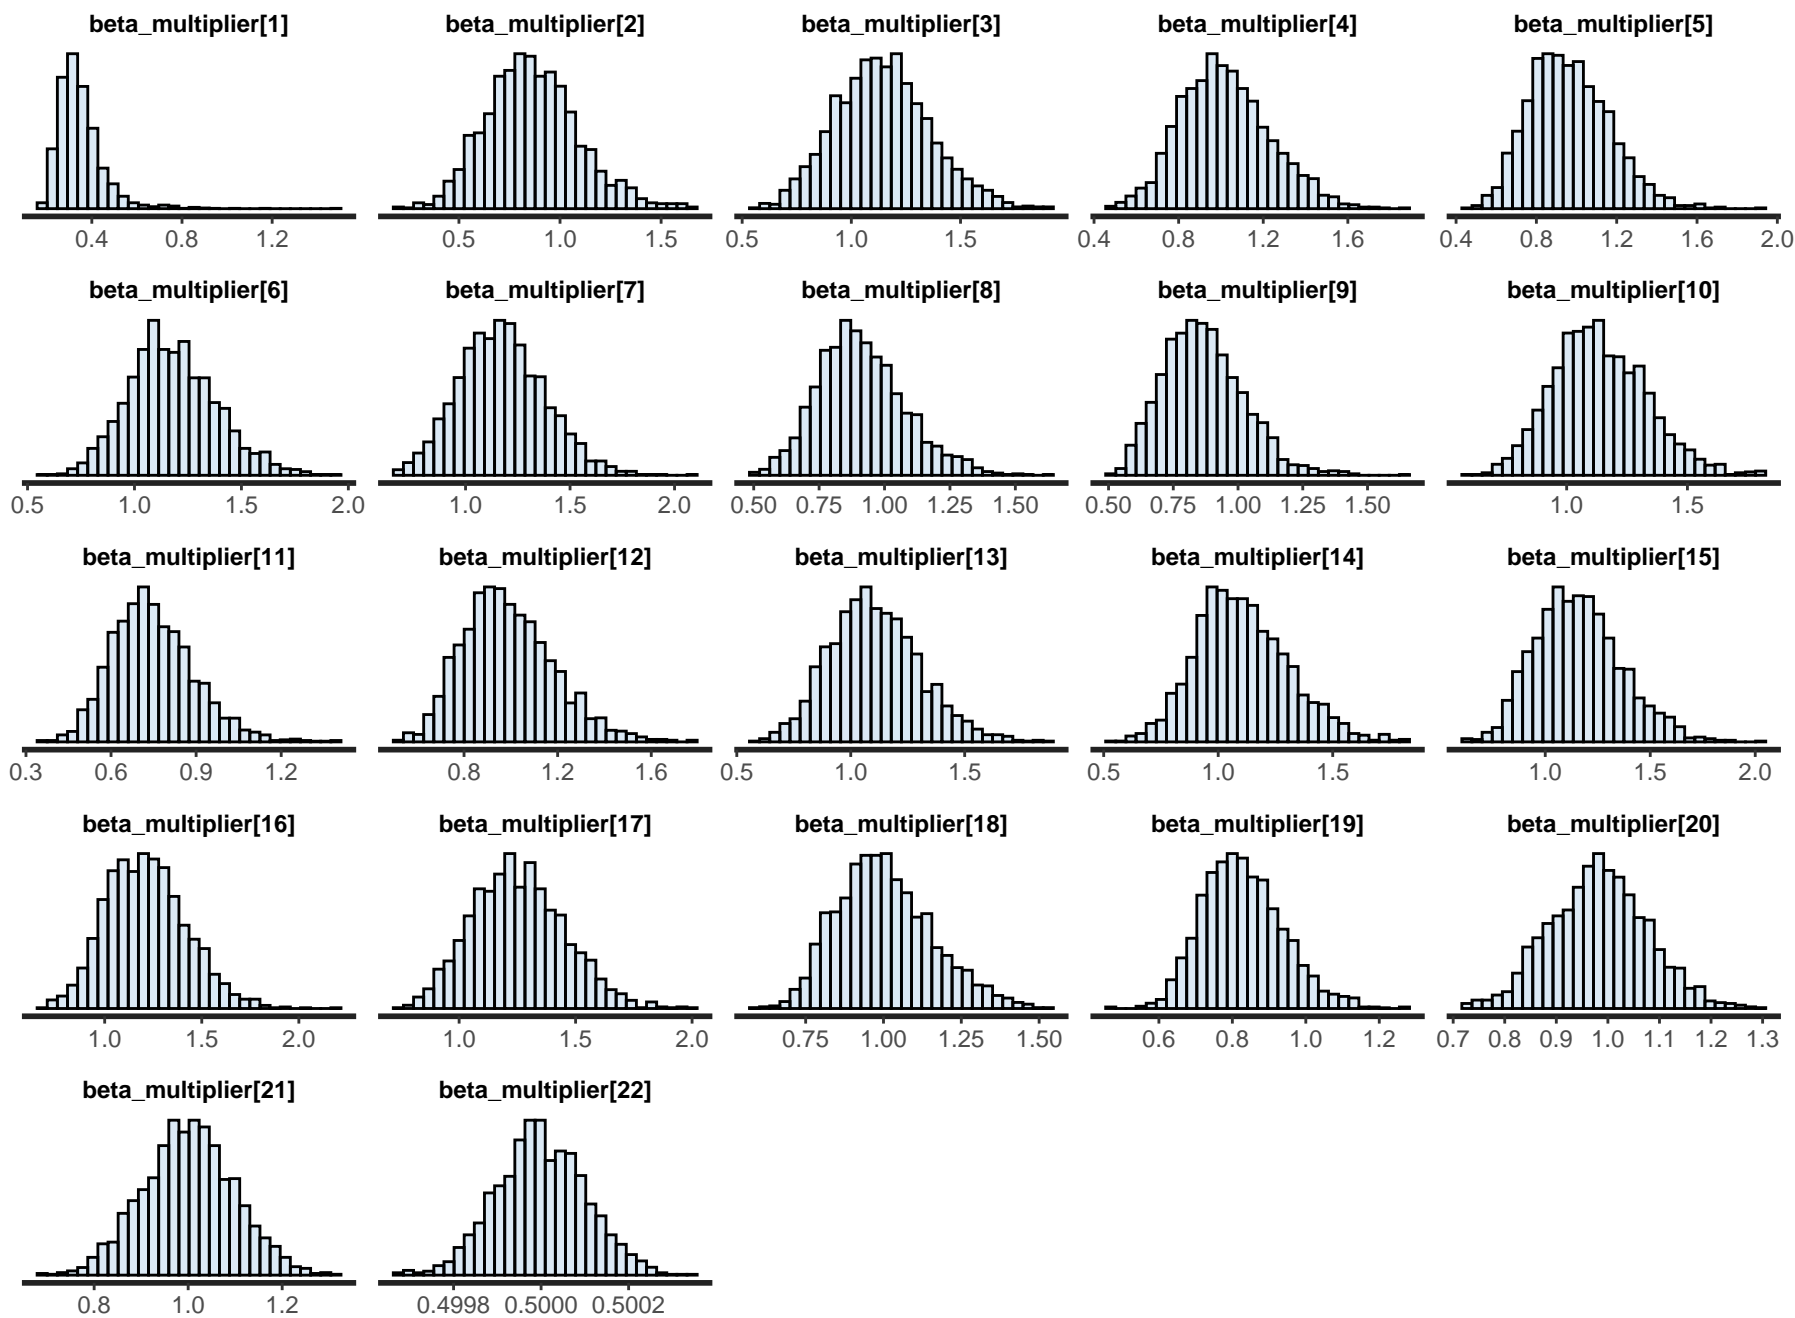 beta_multiplier[1] beta_multiplier[2] beta_multiplier[3] beta_multiplier[4] beta_multiplier[5]
0.4 0.8 1.2 0.5 1.0 1.5 0.5 1.0 1.5 0.4 0.8 1.2 1.6 0.4 0.8 1.2 1.6 2.0
beta_multiplier[6] beta_multiplier[7] beta_multiplier[8] beta_multiplier[9] beta_multiplier[10]
0.5 1.0 1.5 2.0 1.0 1.5 2.0 0.50 0.75 1.00 1.25 1.50 0.50 0.75 1.00 1.25 1.50 1.0 1.5
beta_multiplier[11] beta_multiplier[12] beta_multiplier[13] beta_multiplier[14] beta_multiplier[15]
0.3 0.6 0.9 1.2 0.8 1.2 1.6 0.5 1.0 1.5 0.5 1.0 1.5 1.0 1.5 2.0
beta_multiplier[16] beta_multiplier[17] beta_multiplier[18] beta_multiplier[19] beta_multiplier[20]
1.0 1.5 2.0 1.0 1.5 2.0 0.75 1.00 1.25 1.50 0.6 0.8 1.0 1.2 0.7 0.8 0.9 1.0 1.1 1.2 1.3
beta_multiplier[21] beta_multiplier[22]
0.8 1.0 1.2 0.4998 0.5000 0.5002